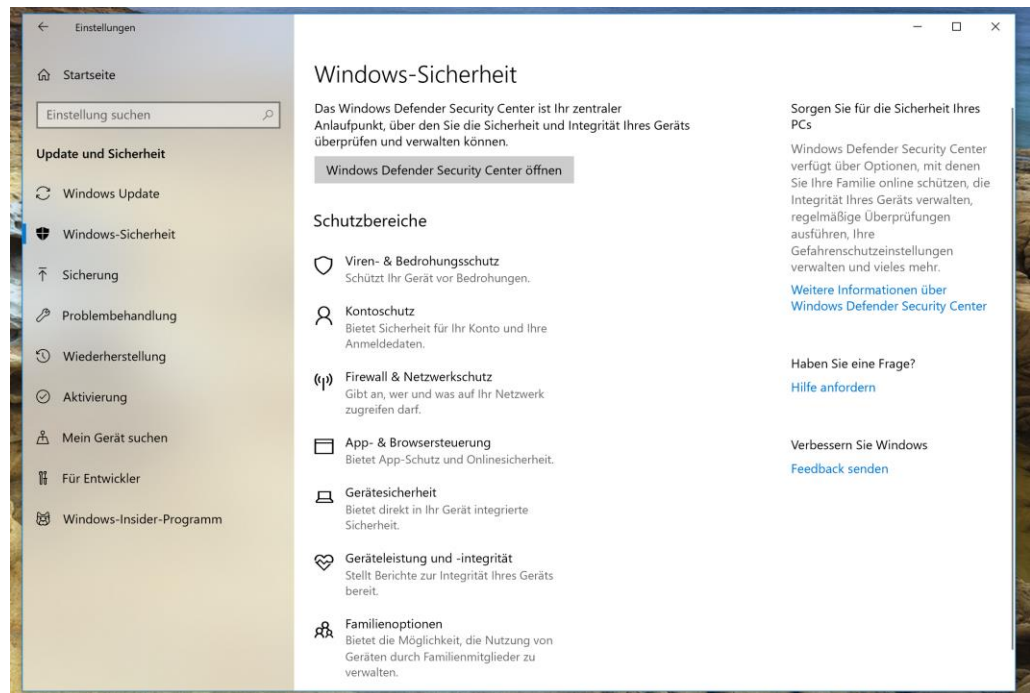 Einstellungen
Startseite
Einstellung suchen
Update und Sicherheit
Windows Update
Windows-Sicherheit
Sicherung
Problembehandlung
Wiederherstellung
Aktivierung
Mein Gerät suchen
Für Entwickler
Windows-Insider-Programm
Windows-Sicherheit
Das Windows Defender Security Center ist Ihr zentraler
Anlaufpunkt, über den Sie die Sicherheit und Integrität Ihres Geräts
überprüfen und verwalten können.
Windows Defender Security Center öffnen
Schutzbereiche
Viren- & Bedrohungsschutz
Schützt Ihr Gerät vor Bedrohungen.
Kontoschutz
Bietet Sicherheit für Ihr Konto und Ihre
Anmeldedaten.
Firewall & Netzwerkschutz
Gibt an, wer und was auf Ihr Netzwerk
zugreifen darf.
App- & Browsersteuerung
Bietet App-Schutz und Onlinesicherheit.
Gerätesicherheit
Bietet direkt in Ihr Gerät integrierte
Sicherheit.
Geräteleistung und -integrität
Stellt Berichte zur Integrität Ihres Geräts
bereit.
Familienoptionen
Bietet die Möglichkeit, die Nutzung von
Geräten durch Familienmitglieder zu
verwalten.
Sorgen Sie für die Sicherheit Ihres
PCs
Windows Defender Security Center
verfügt über Optionen, mit denen
Sie Ihre Familie online schützen, die
Integrität Ihres Geräts verwalten,
regelmäßige Überprüfungen
ausführen, Ihre
Gefahrenschutzeinstellungen
verwalten und vieles mehr.
Weitere Informationen über
Windows Defender Security Center
Haben Sie eine Frage?
Hilfe anfordern
Verbessern Sie Windows
Feedback senden